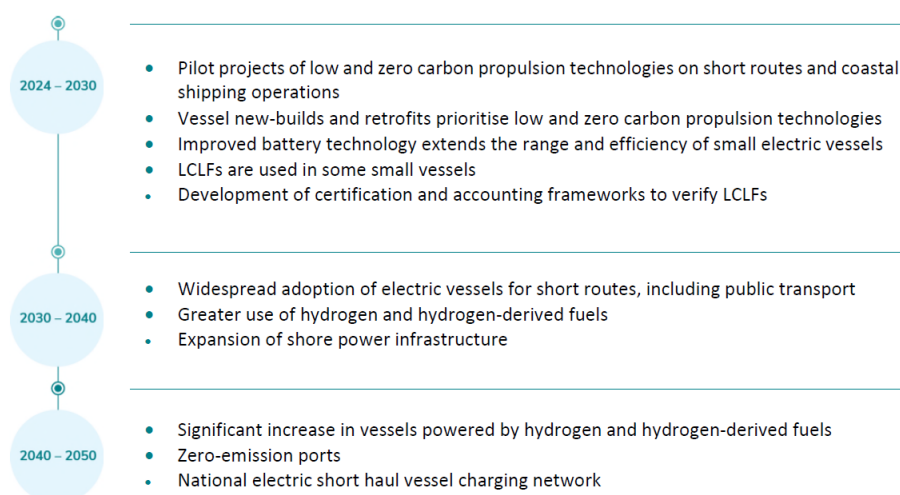 2024 – 2030
• Pilot projects of low and zero carbon propulsion technologies on short routes and coastal
shipping operations
• Vessel new-builds and retrofits prioritise low and zero carbon propulsion technologies
• Improved battery technology extends the range and efficiency of small electric vessels
• LCLFs are used in some small vessels
• Development of certification and accounting frameworks to verify LCLFs
2030 – 2040
• Widespread adoption of electric vessels for short routes, including public transport
• Greater use of hydrogen and hydrogen-derived fuels
• Expansion of shore power infrastructure
2040 – 2050
• Significant increase in vessels powered by hydrogen and hydrogen-derived fuels
• Zero-emission ports
• National electric short haul vessel charging network